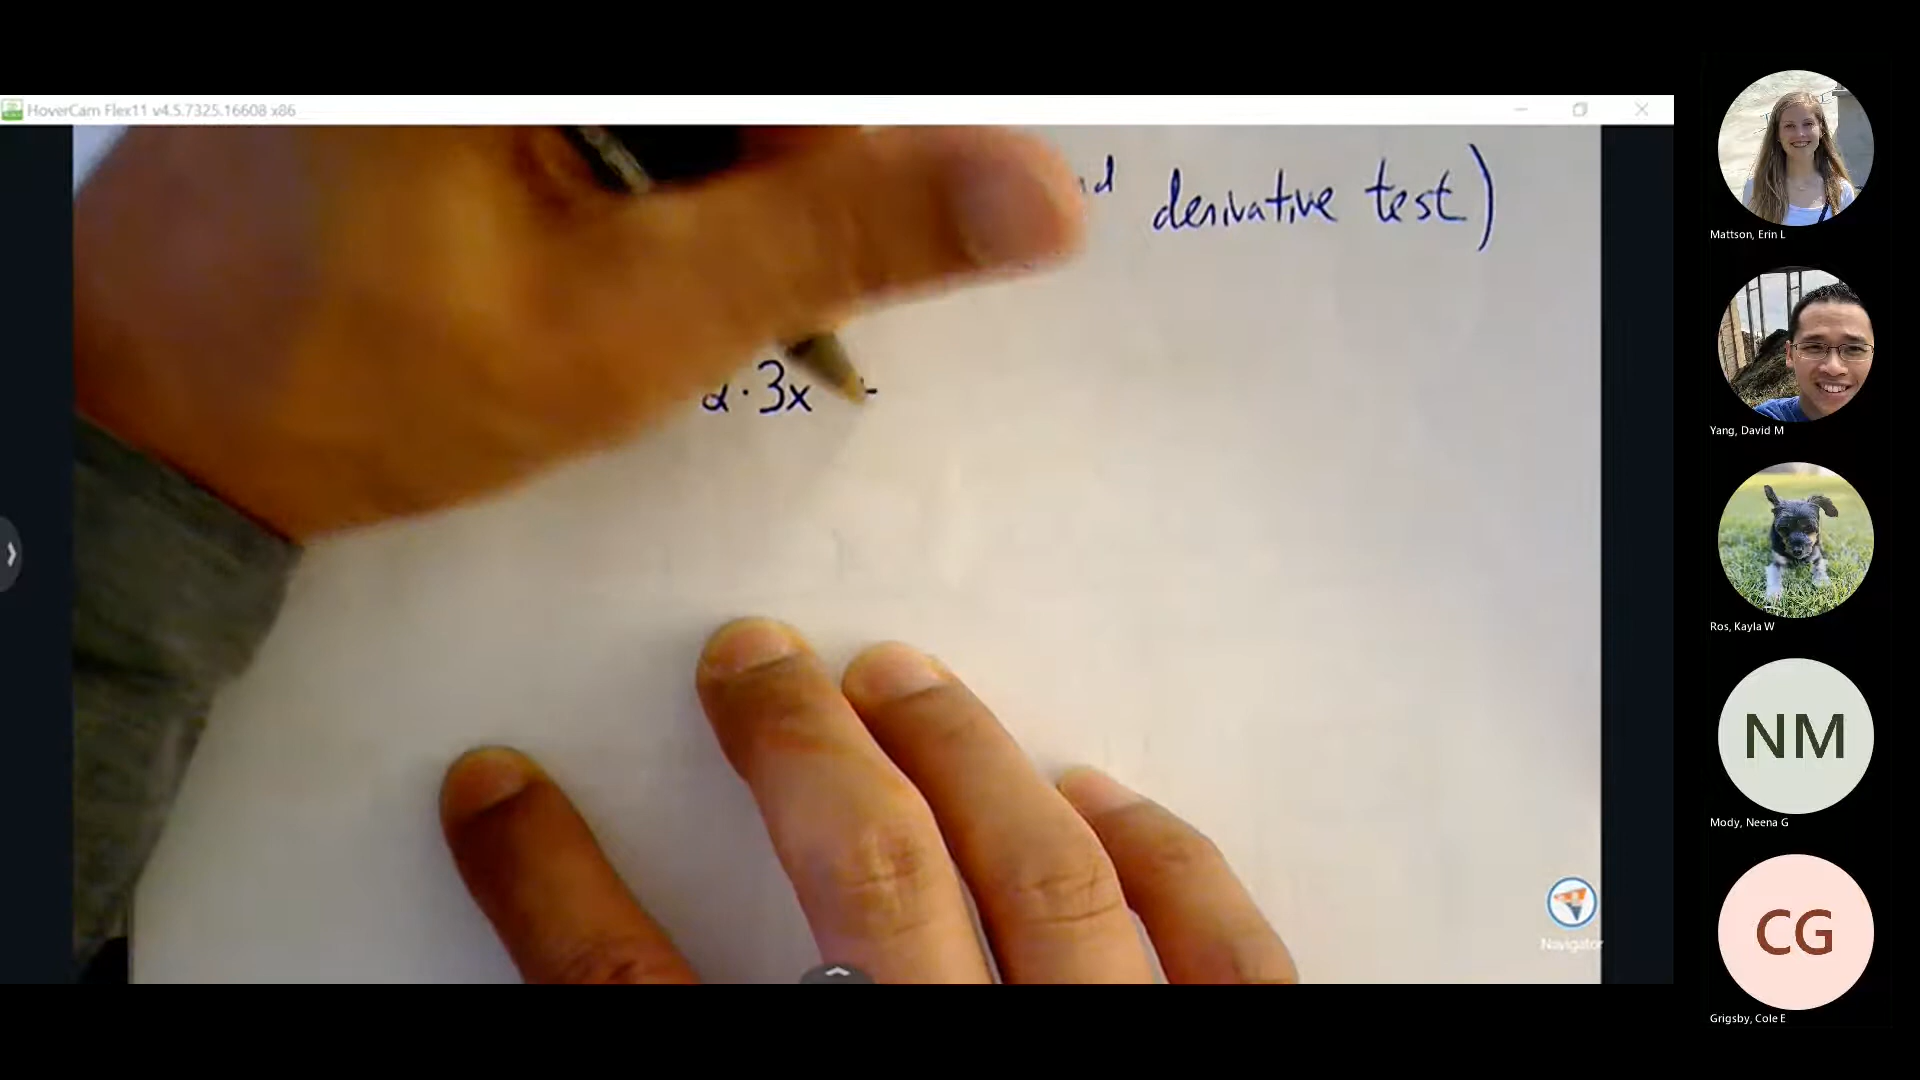 HoverCam Flex11 v4.5.7325.16608 x86
derivative test)
α · 3x
Navigator
Mattson, Erin L
Yang, David M
Ros, Kayla W
NM
Mody, Neena G
CG
Grigsby, Cole E